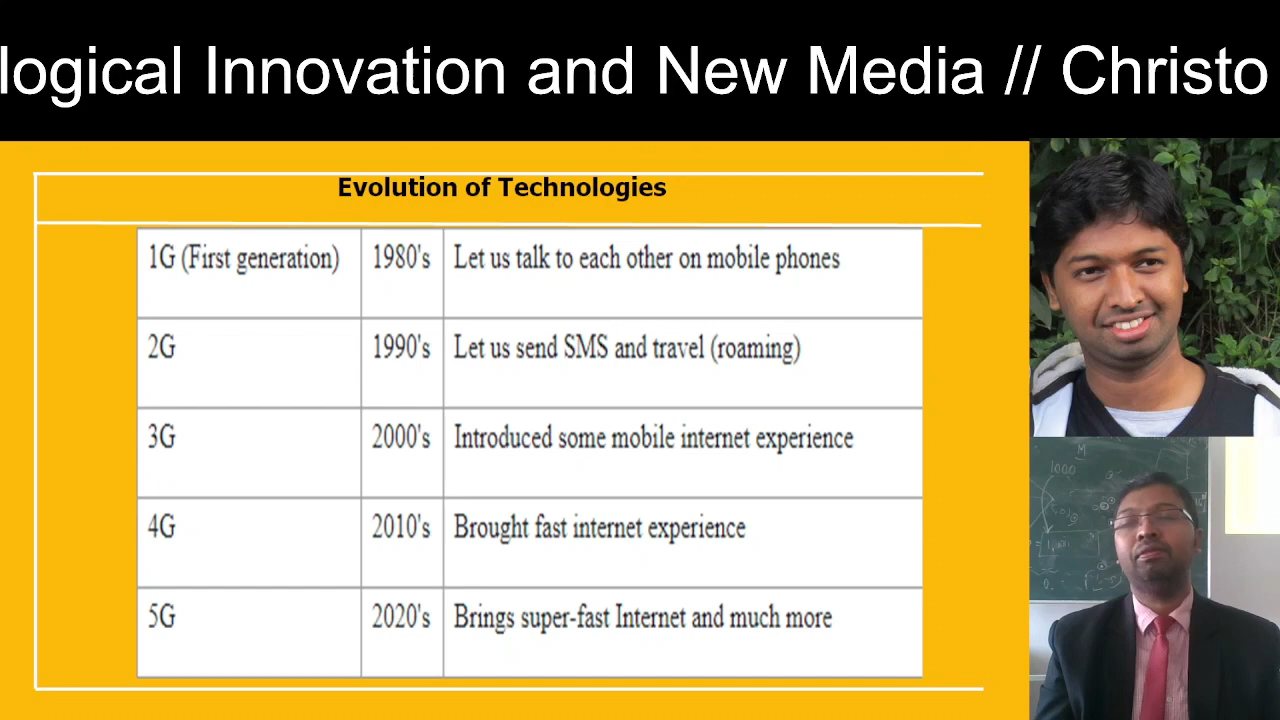 logical Innovation and New Media // Christo
Evolution of Technologies
1G (First generation) 1980's Let us talk to each other on mobile phones
2G 1990's Let us send SMS and travel (roaming)
3G 2000's Introduced some mobile internet experience
4G 2010's Brought fast internet experience
5G 2020's Brings super-fast Internet and much more
M
1000